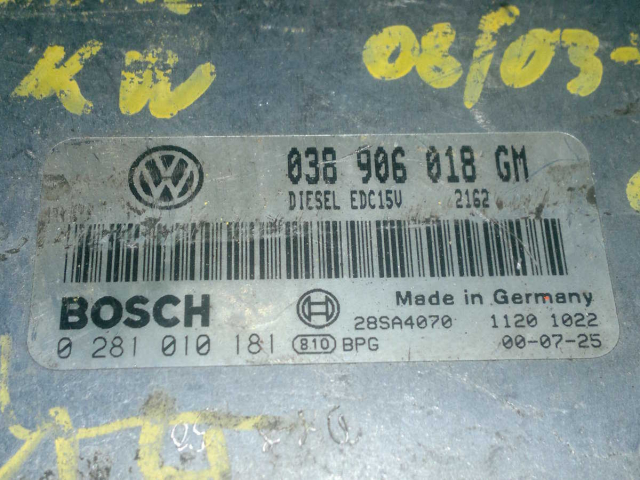 KW 08/03-
038 906 018 GM
DIESEL EDC15V 2162
BOSCH
Made in Germany
28SA4070 1120 1022
0 281 010 181 810 BPG 00-07-25